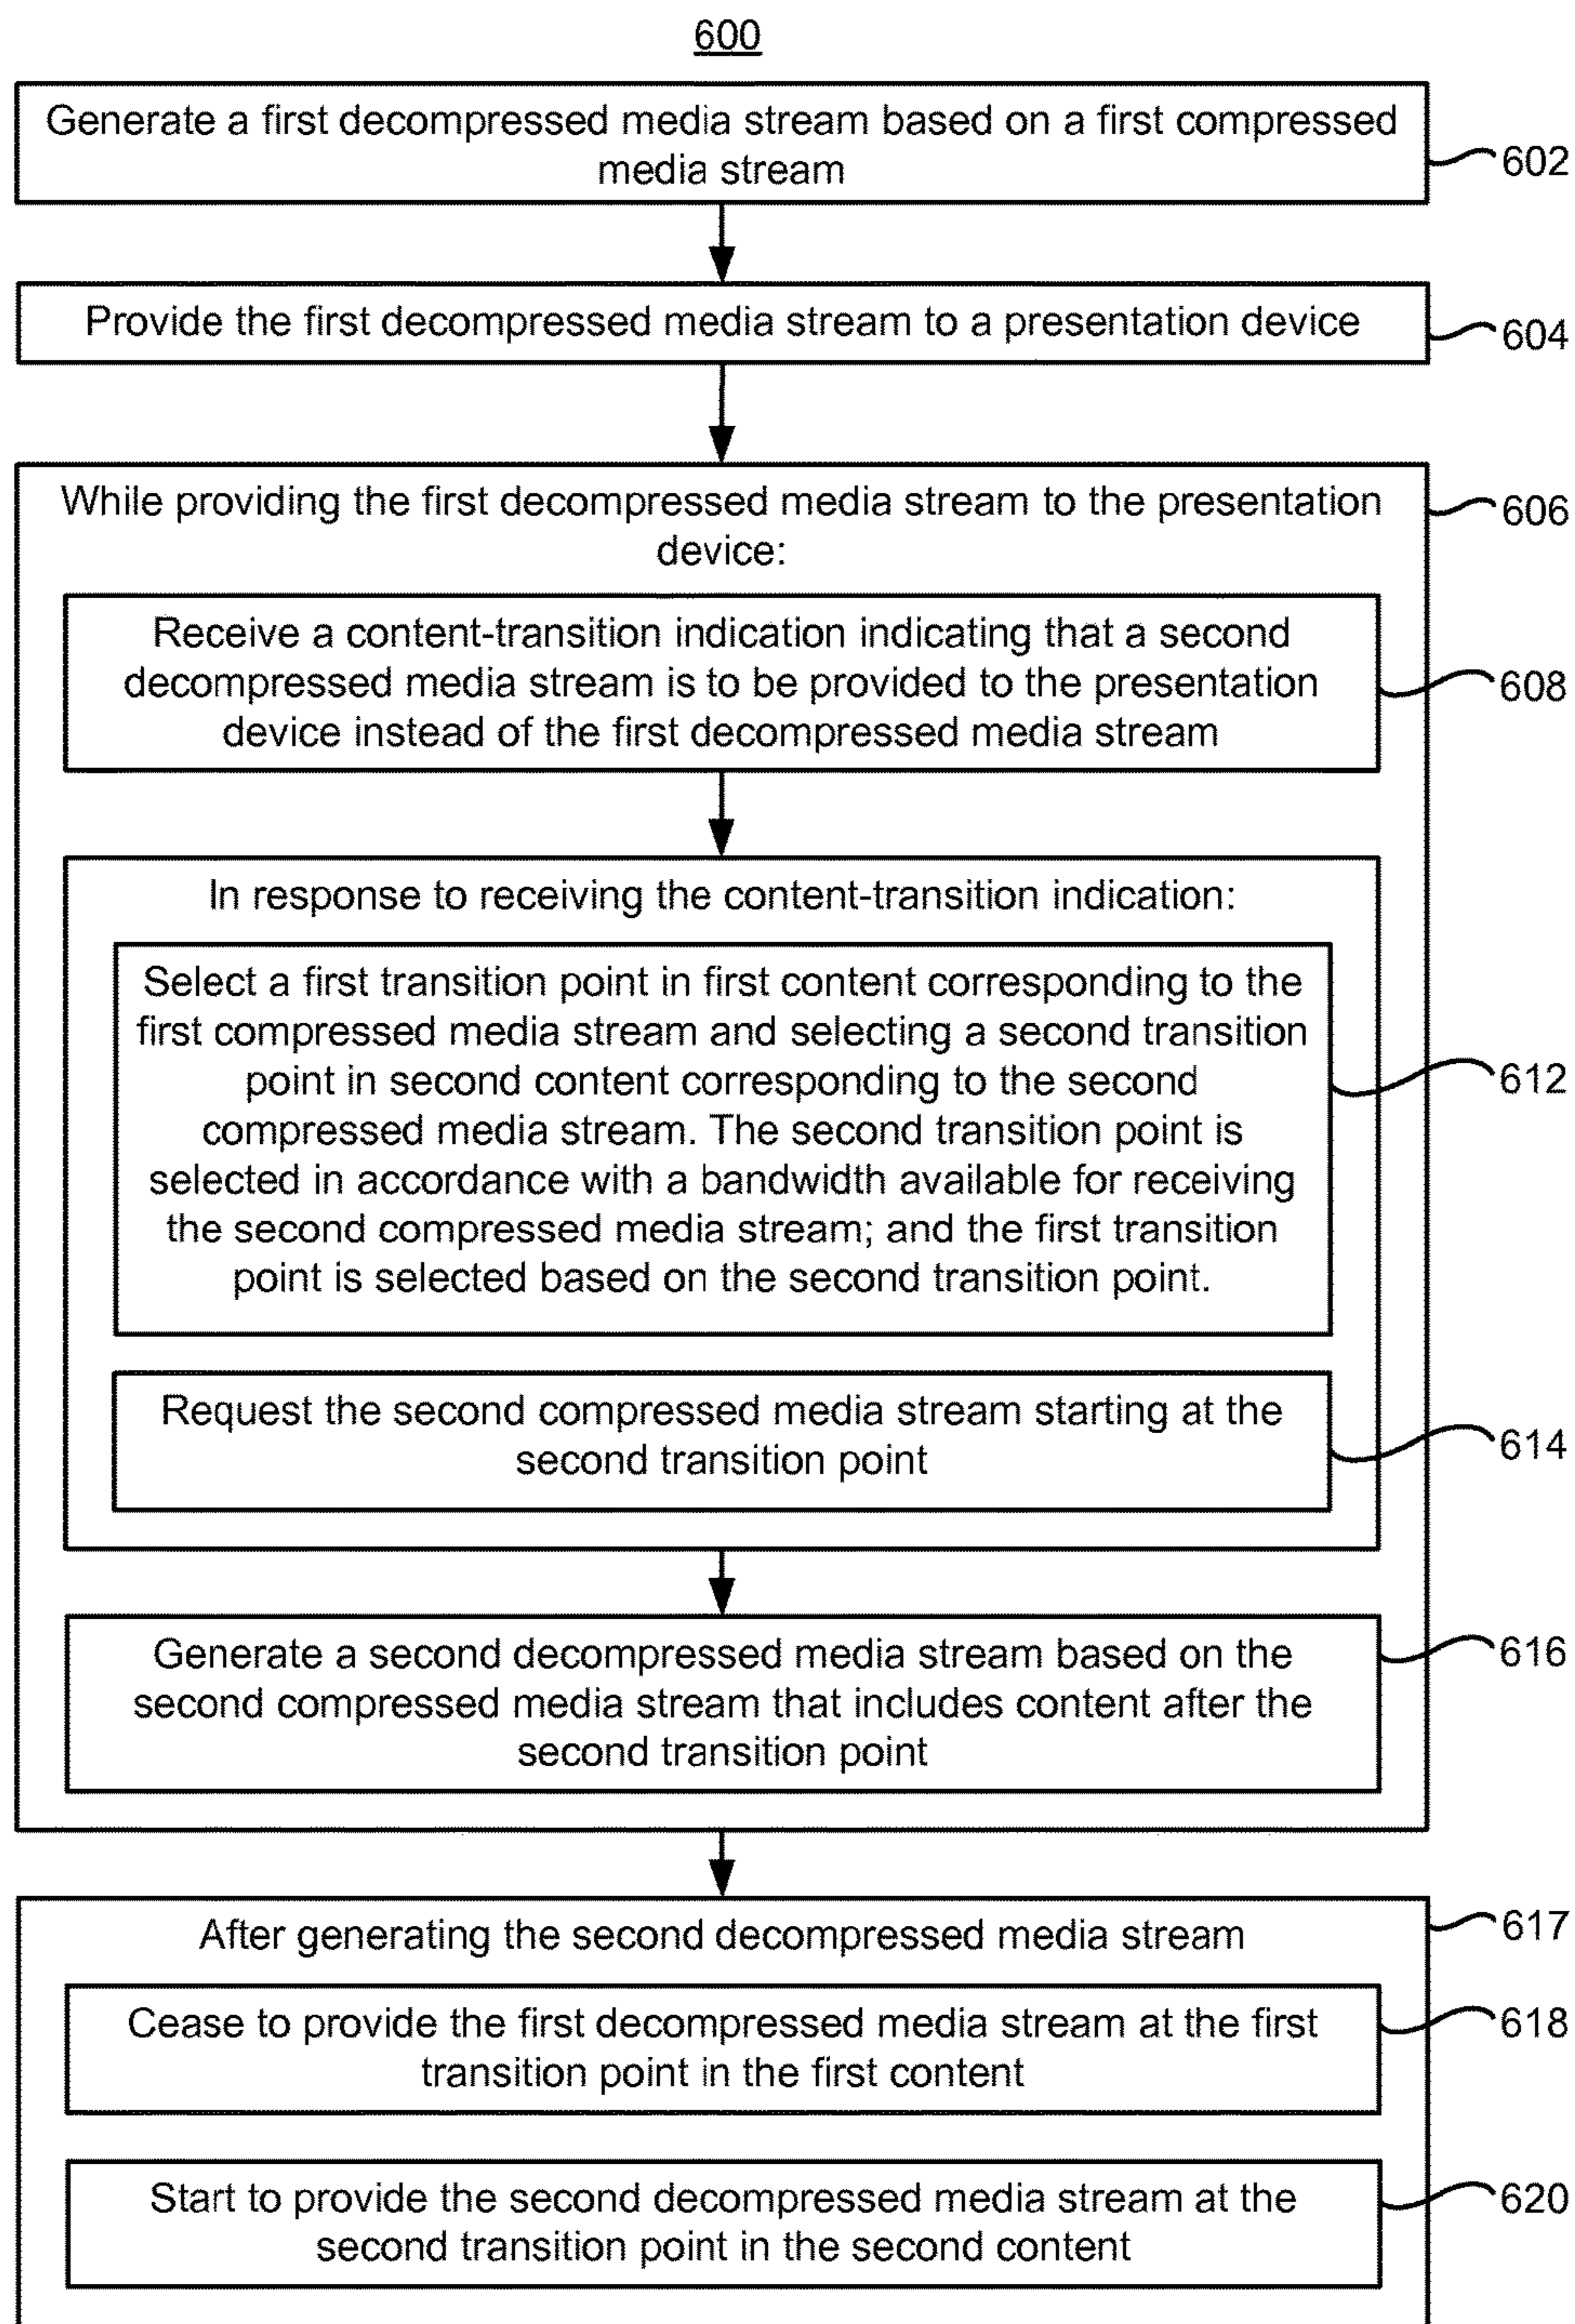 600
Generate a first decompressed media stream based on a first compressed
media stream
602
Provide the first decompressed media stream to a presentation device
604
While providing the first decompressed media stream to the presentation
device:
606
Receive a content-transition indication indicating that a second
decompressed media stream is to be provided to the presentation
device instead of the first decompressed media stream
608
In response to receiving the content-transition indication:
Select a first transition point in first content corresponding to the
first compressed media stream and selecting a second transition
point in second content corresponding to the second
compressed media stream. The second transition point is
selected in accordance with a bandwidth available for receiving
the second compressed media stream; and the first transition
point is selected based on the second transition point.
612
Request the second compressed media stream starting at the
second transition point
614
Generate a second decompressed media stream based on the
second compressed media stream that includes content after the
second transition point
616
After generating the second decompressed media stream
617
Cease to provide the first decompressed media stream at the first
transition point in the first content
618
Start to provide the second decompressed media stream at the
second transition point in the second content
620